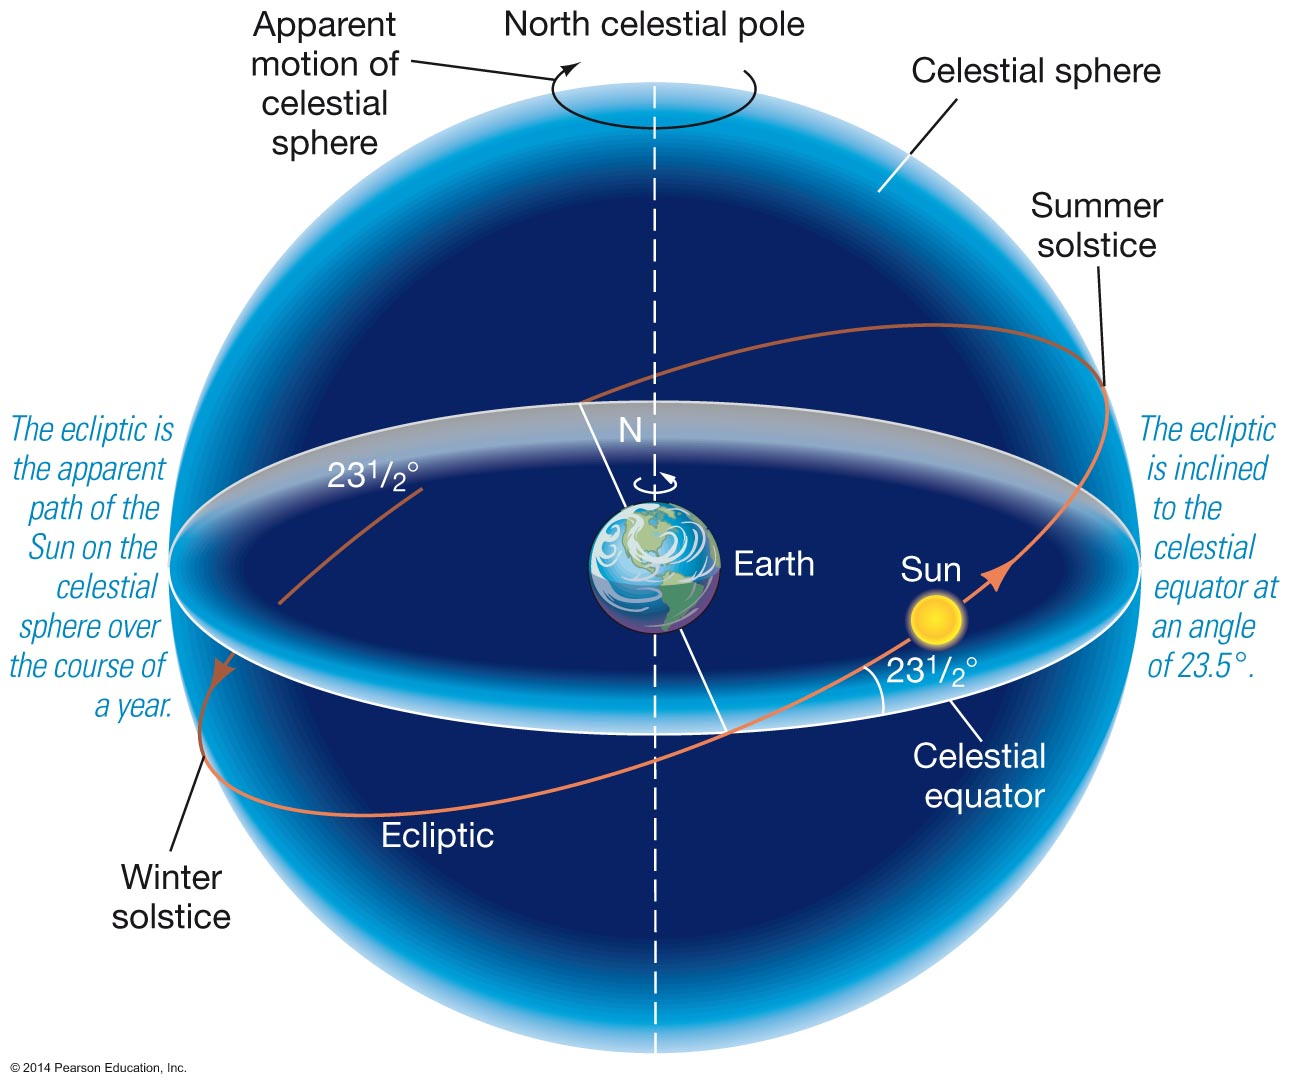 Apparent
motion of
celestial
sphere
North celestial pole
Celestial sphere
Summer
solstice
The ecliptic is
the apparent
path of the
Sun on the
celestial
sphere over
the course of
a year.
N
23¹/₂°
Earth
Sun
23¹/₂°
The ecliptic
is inclined
to the
celestial
equator at
an angle
of 23.5°.
Celestial
equator
Ecliptic
Winter
solstice
© 2014 Pearson Education, Inc.